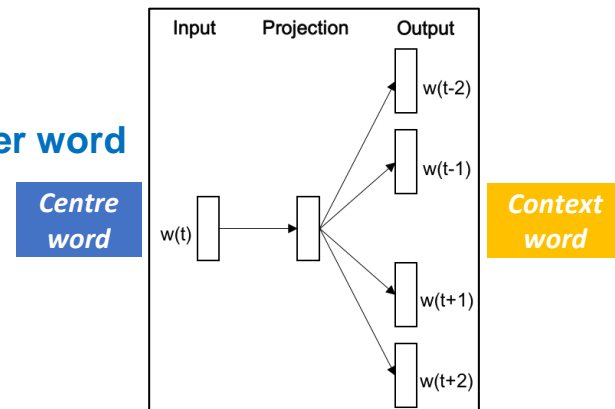 Input Projection Output
w(t-2)
er word
w(t-1)
Centre
word
w(t)
Context
word
w(t+1)
w(t+2)